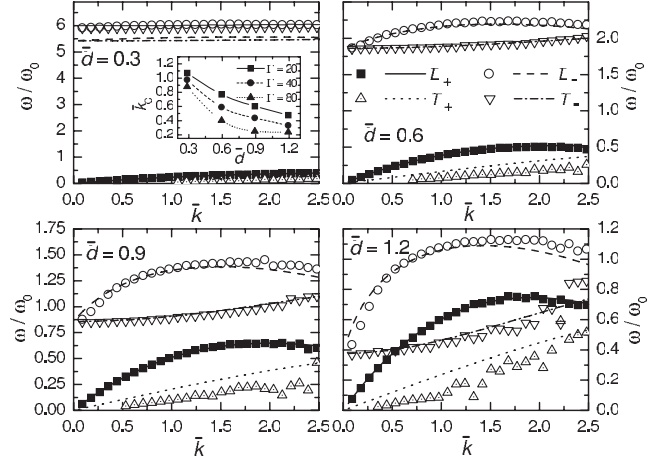 ω / ω₀
7
6
5
4
3
2
1
0
d̄ = 0.3
k̄c
1.2
1.0
0.8
0.6
0.4
0.2
Γ = 20
Γ = 40
Γ = 80
0.3 0.6 0.9 1.2
d̄
0.0 0.5 1.0 1.5 2.0 2.5
k̄
2.0
1.5
1.0
0.5
0.0
ω / ω₀
L₊ L₋
T₊ T₋
d̄ = 0.6
0.0 0.5 1.0 1.5 2.0 2.5
k̄
ω / ω₀
1.75
1.50
1.25
1.00
0.75
0.50
0.25
0.00
d̄ = 0.9
0.0 0.5 1.0 1.5 2.0 2.5
k̄
d̄ = 1.2
1.2
1.0
0.8
0.6
0.4
0.2
0.0
ω / ω₀
0.0 0.5 1.0 1.5 2.0 2.5
k̄